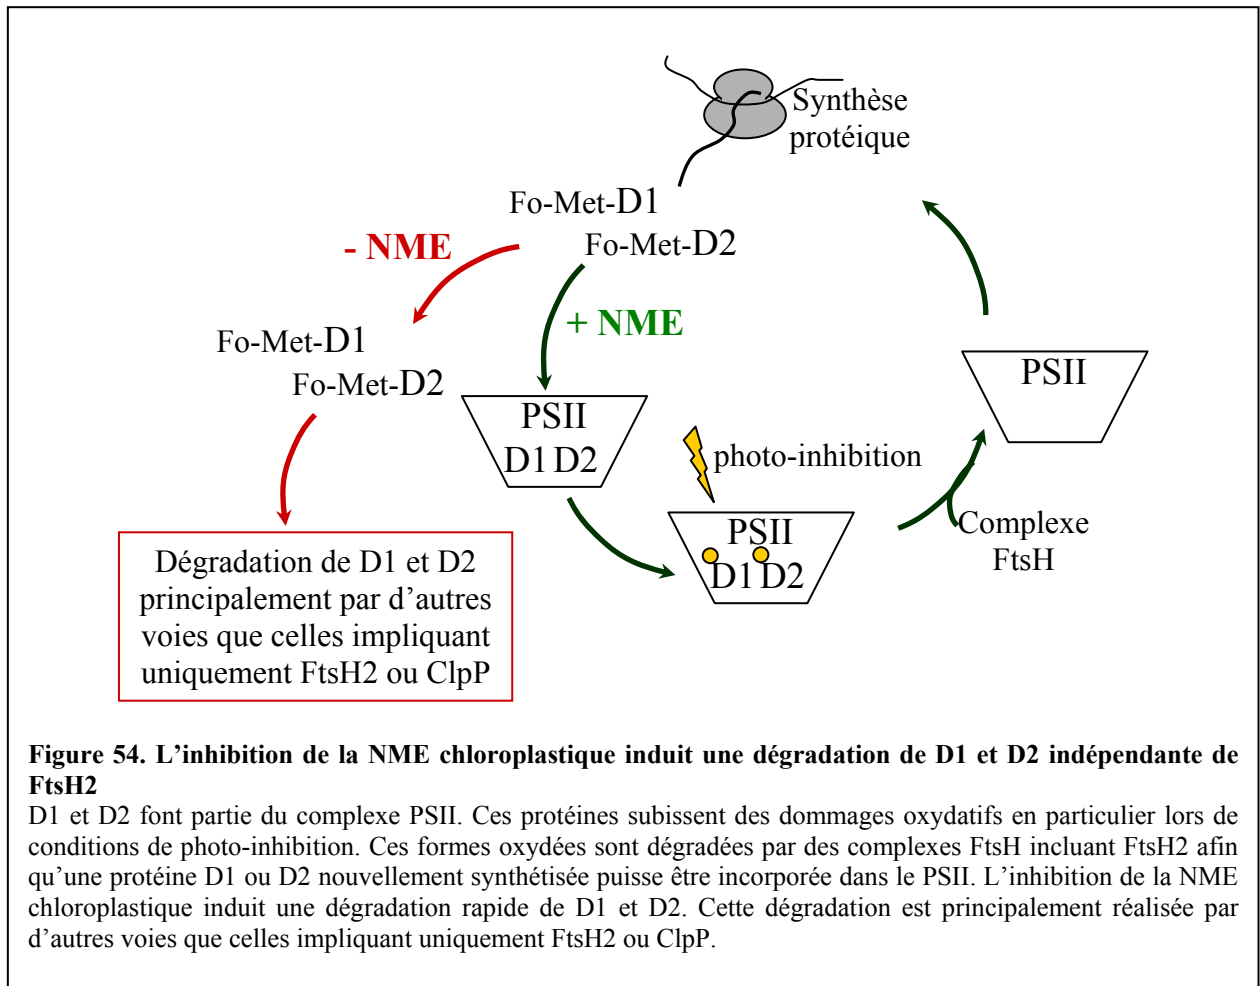 Synthèse
protéique
Fo-Met-D1
Fo-Met-D2
- NME
+ NME
Fo-Met-D1
Fo-Met-D2
PSII
D1 D2
photo-inhibition
PSII
D1 D2
Complexe
FtsH
PSII
Dégradation de D1 et D2
principalement par d’autres
voies que celles impliquant
uniquement FtsH2 ou ClpP
Figure 54. L’inhibition de la NME chloroplastique induit une dégradation de D1 et D2 indépendante de
FtsH2
D1 et D2 font partie du complexe PSII. Ces protéines subissent des dommages oxydatifs en particulier lors de
conditions de photo-inhibition. Ces formes oxydées sont dégradées par des complexes FtsH incluant FtsH2 afin
qu’une protéine D1 ou D2 nouvellement synthétisée puisse être incorporée dans le PSII. L’inhibition de la NME
chloroplastique induit une dégradation rapide de D1 et D2. Cette dégradation est principalement réalisée par
d’autres voies que celles impliquant uniquement FtsH2 ou ClpP.